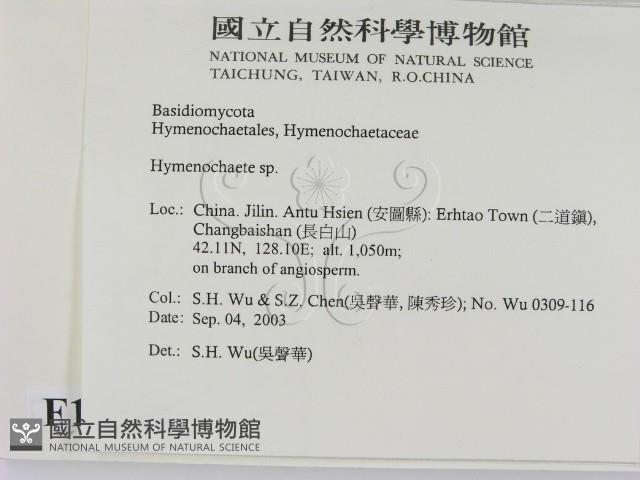 國立自然科學博物館
NATIONAL MUSEUM OF NATURAL SCIENCE
TAICHUNG, TAIWAN, R.O.CHINA
Basidiomycota
Hymenochaetales, Hymenochaetaceae
Hymenochaete sp.
Loc.: China. Jilin. Antu Hsien (安圖縣): Erhtao Town (二道鎮),
Changbaishan (長白山)
42.11N, 128.10E; alt. 1,050m;
on branch of angiosperm.
Col.: S.H. Wu & S.Z. Chen(吳聲華, 陳秀珍); No. Wu 0309-116
Date: Sep. 04, 2003
Det.: S.H. Wu(吳聲華)
F1
國立自然科學博物館
NATIONAL MUSEUM OF NATURAL SCIENCE